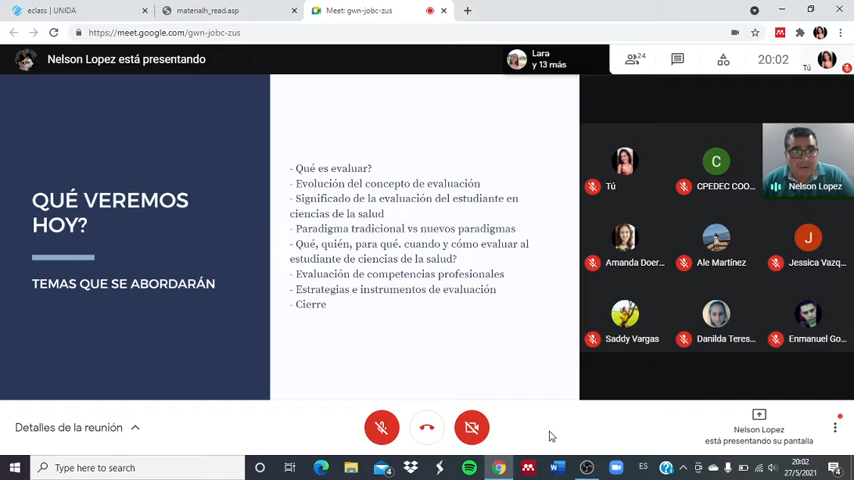 eclass | UNIDA
materialh_read.asp
Meet: gwn-jobc-zus
https://meet.google.com/gwn-jobc-zus
Nelson Lopez está presentando
Lara
y 13 más
24
20:02
Tú
QUÉ VEREMOS
HOY?
TEMAS QUE SE ABORDARÁN
- Qué es evaluar?
- Evolución del concepto de evaluación
- Significado de la evaluación del estudiante en
ciencias de la salud
- Paradigma tradicional vs nuevos paradigmas
- Qué, quién, para qué. cuando y cómo evaluar al
estudiante de ciencias de la salud?
- Evaluación de competencias profesionales
- Estrategias e instrumentos de evaluación
- Cierre
C
Tú
CPEDEC COO...
Nelson Lopez
J
Amanda Doer...
Ale Martínez
Jessica Vazq...
Saddy Vargas
Danilda Teres...
Enmanuel Go...
Detalles de la reunión
Nelson Lopez
está presentando su pantalla
Type here to search
4
ES
20:02
27/5/2021
4